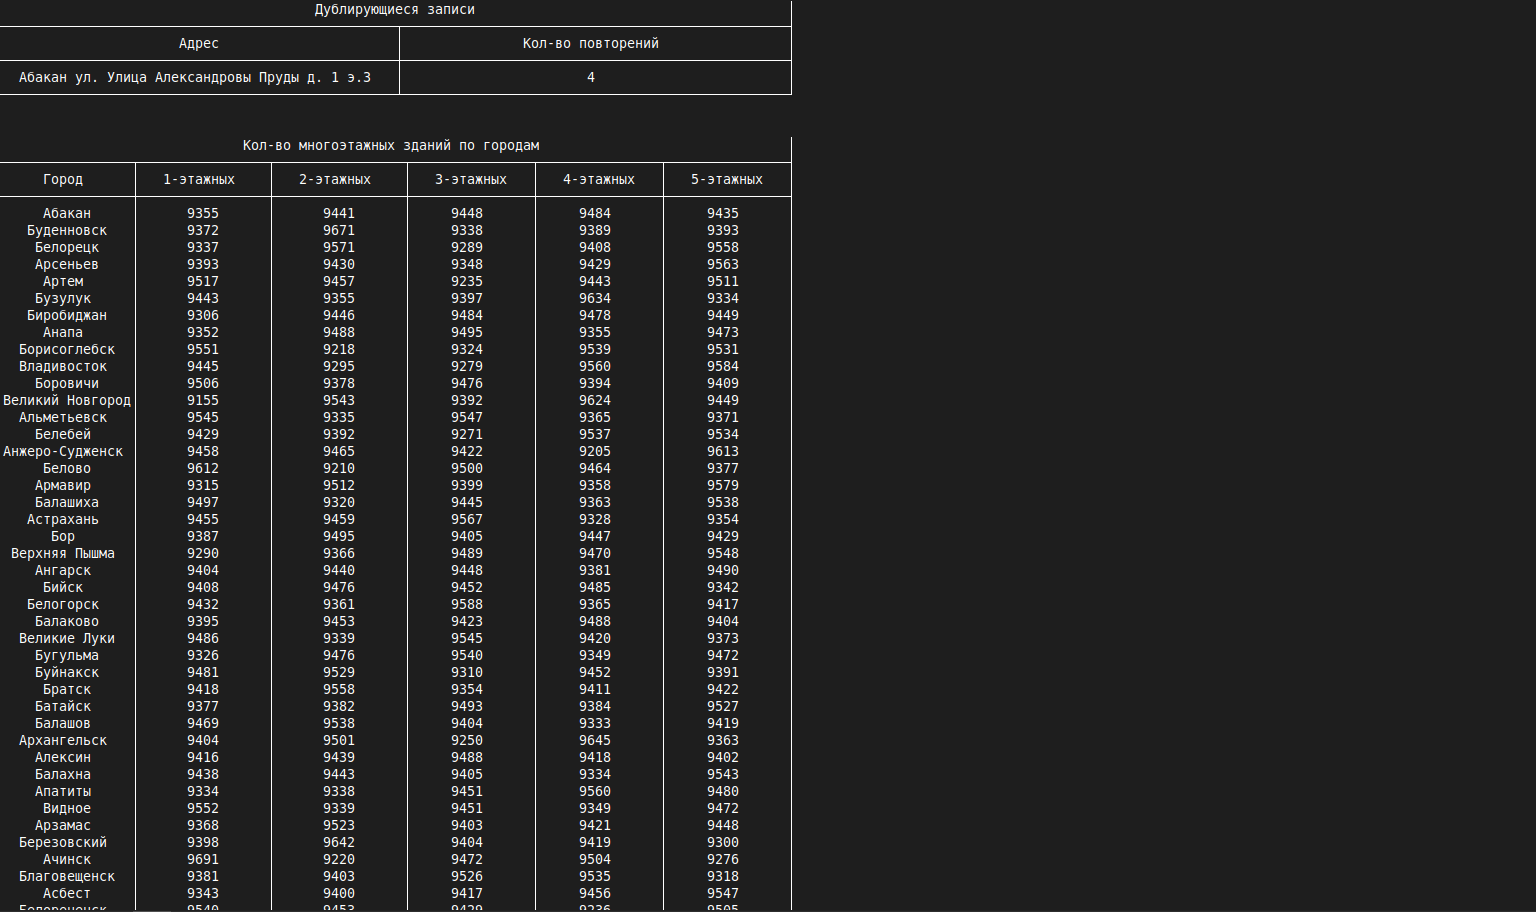 Дублирующиеся записи
Адрес Кол-во повторений
Абакан ул. Улица Александровы Пруды д. 1 э.3 4
Кол-во многоэтажных зданий по городам
Город 1-этажных 2-этажных 3-этажных 4-этажных 5-этажных
Абакан 9355 9441 9448 9484 9435
Буденновск 9372 9671 9338 9389 9393
Белорецк 9337 9571 9289 9408 9558
Арсеньев 9393 9430 9348 9429 9563
Артем 9517 9457 9235 9443 9511
Бузулук 9443 9355 9397 9634 9334
Биробиджан 9306 9446 9484 9478 9449
Анапа 9352 9488 9495 9355 9473
Борисоглебск 9551 9218 9324 9539 9531
Владивосток 9445 9295 9279 9560 9584
Боровичи 9506 9378 9476 9394 9409
Великий Новгород 9155 9543 9392 9624 9449
Альметьевск 9545 9335 9547 9365 9371
Белебей 9429 9392 9271 9537 9534
Анжеро-Судженск 9458 9465 9422 9205 9613
Белово 9612 9210 9500 9464 9377
Армавир 9315 9512 9399 9358 9579
Балашиха 9497 9320 9445 9363 9538
Астрахань 9455 9459 9567 9328 9354
Бор 9387 9495 9405 9447 9429
Верхняя Пышма 9290 9366 9489 9470 9548
Ангарск 9404 9440 9448 9381 9490
Бийск 9408 9476 9452 9485 9342
Белогорск 9432 9361 9588 9365 9417
Балаково 9395 9453 9423 9488 9404
Великие Луки 9486 9339 9545 9420 9373
Бугульма 9326 9476 9540 9349 9472
Буйнакск 9481 9529 9310 9452 9391
Братск 9418 9558 9354 9411 9422
Батайск 9377 9382 9493 9384 9527
Балашов 9469 9538 9404 9333 9419
Архангельск 9404 9501 9250 9645 9363
Алексин 9416 9439 9488 9418 9402
Балахна 9438 9443 9405 9334 9543
Апатиты 9334 9338 9451 9560 9480
Видное 9552 9339 9451 9349 9472
Арзамас 9368 9523 9403 9421 9448
Березовский 9398 9642 9404 9419 9300
Ачинск 9691 9220 9472 9504 9276
Благовещенск 9381 9403 9526 9535 9318
Асбест 9343 9400 9417 9456 9547